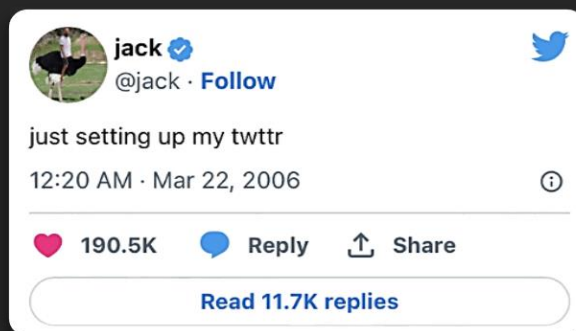 jack
@jack · Follow
just setting up my twttr
12:20 AM · Mar 22, 2006
190.5K Reply Share
Read 11.7K replies